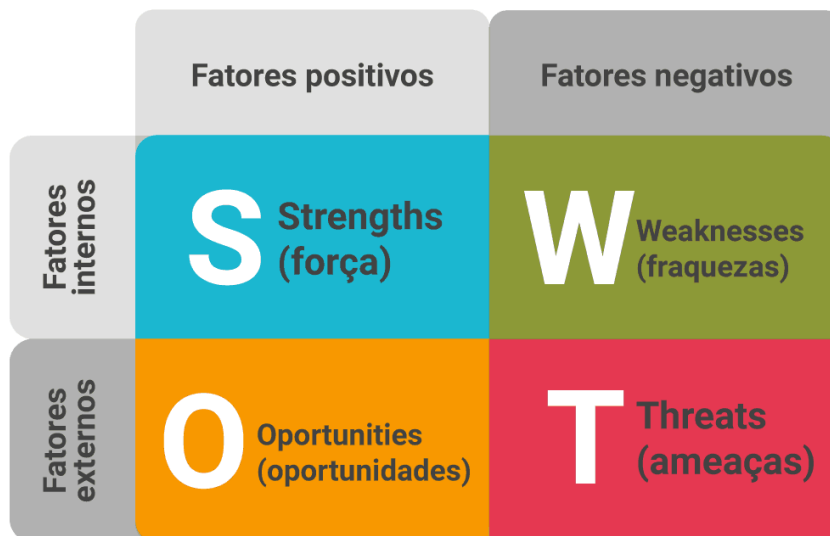 Fatores positivos
Fatores negativos
Fatores
internos
S
Strengths
(força)
W
Weaknesses
(fraquezas)
Fatores
externos
O
Oportunities
(oportunidades)
T
Threats
(ameaças)